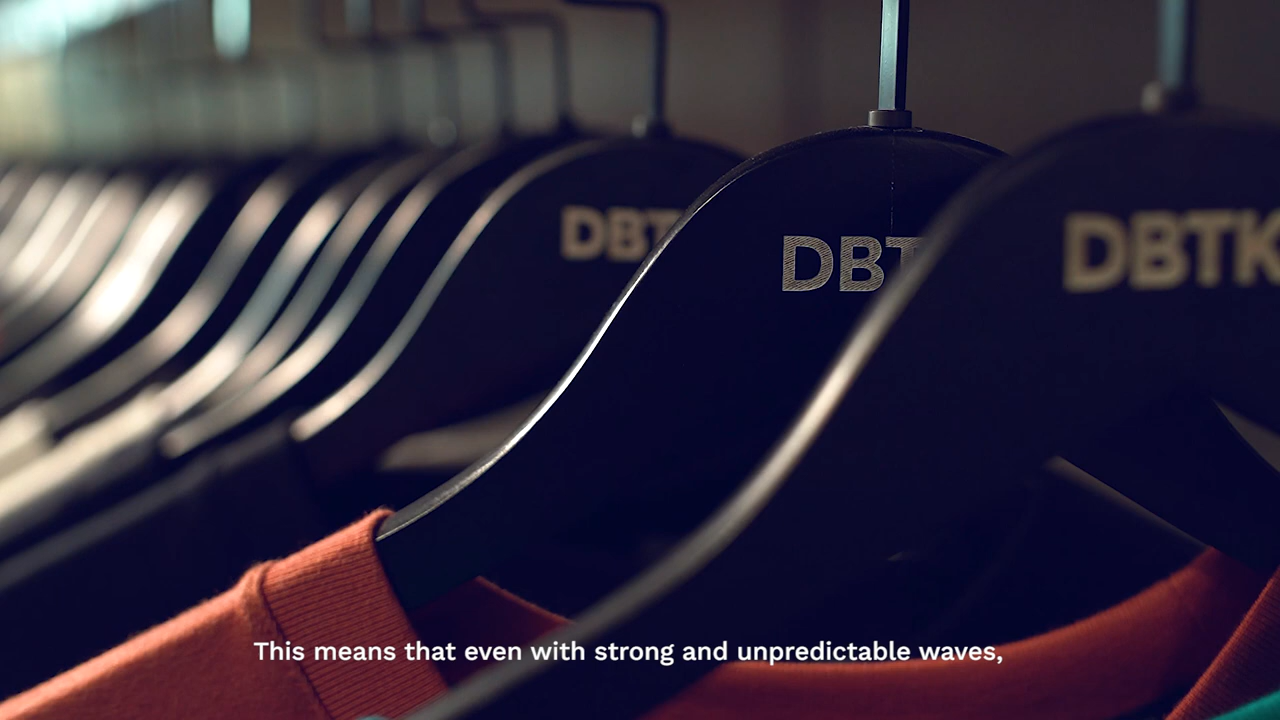 DBT
DBT
DBTK
This means that even with strong and unpredictable waves,